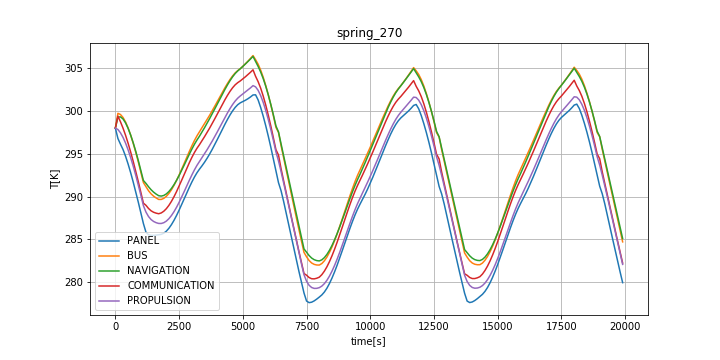 spring_270
T[K]
305
300
295
290
285
280
PANEL
BUS
NAVIGATION
COMMUNICATION
PROPULSION
0 2500 5000 7500 10000 12500 15000 17500 20000
time[s]